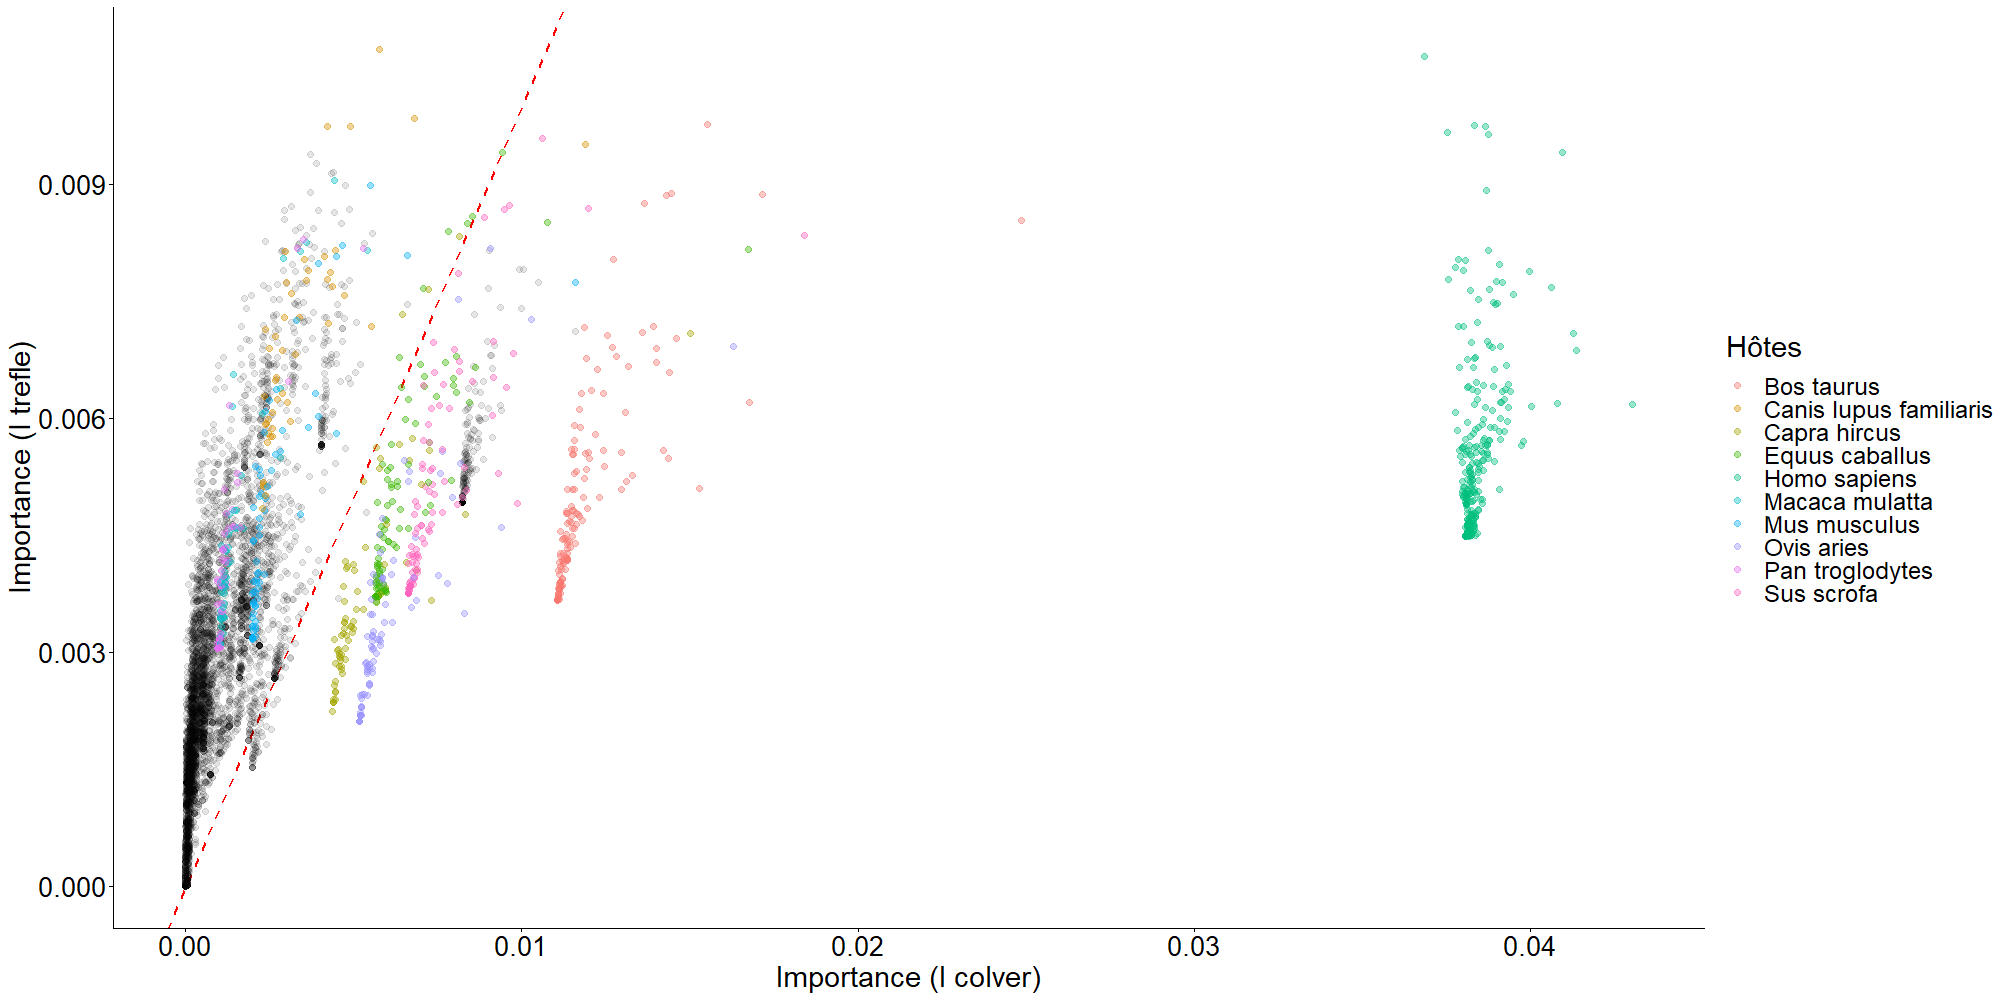 0.009
0.006
0.003
0.000
Importance (I trefle)
0.00
0.01
0.02
0.03
0.04
Importance (I colver)
Hôtes
Bos taurus
Canis lupus familiaris
Capra hircus
Equus caballus
Homo sapiens
Macaca mulatta
Mus musculus
Ovis aries
Pan troglodytes
Sus scrofa